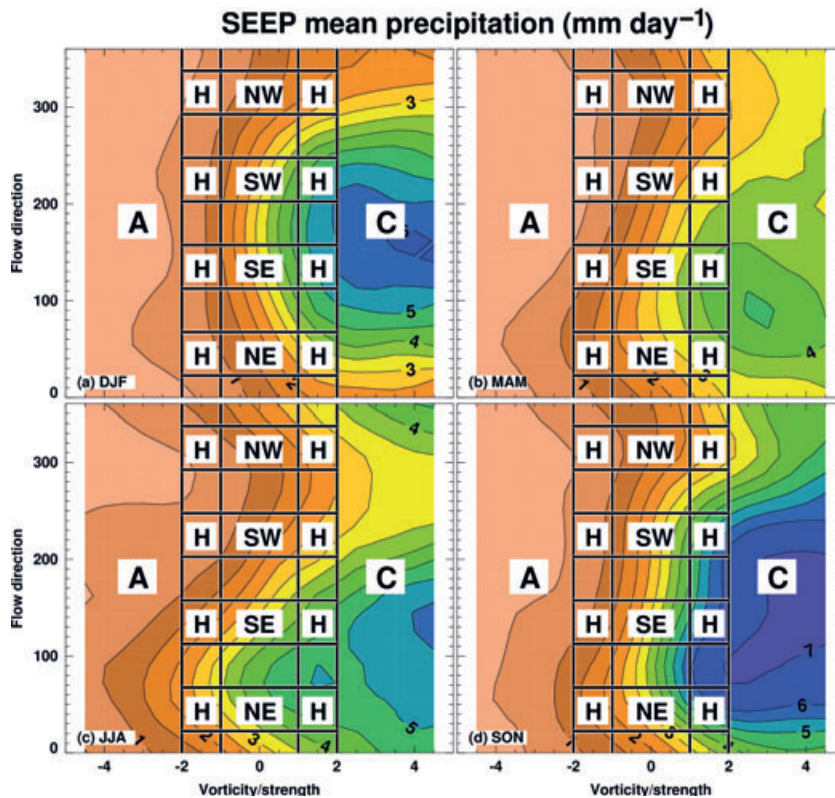 SEEP mean precipitation (mm day−1)
300
200
100
0
Flow direction
H NW H
H SW H
A
C
H SE H
H NE H
3
5
4
3
1
2
(a) DJF
H NW H
H SW H
A
C
H SE H
H NE H
3
4
1
2
3
(b) MAM
300
200
100
0
Flow direction
4
H NW H
H SW H
A
C
H SE H
H NE H
1
2
3
4
5
(c) JJA
H NW H
H SW H
A
C
H SE H
H NE H
7
6
5
1
2
(d) SON
-4 -2 0 2 4
-4 -2 0 2 4
Vorticity/strength
Vorticity/strength